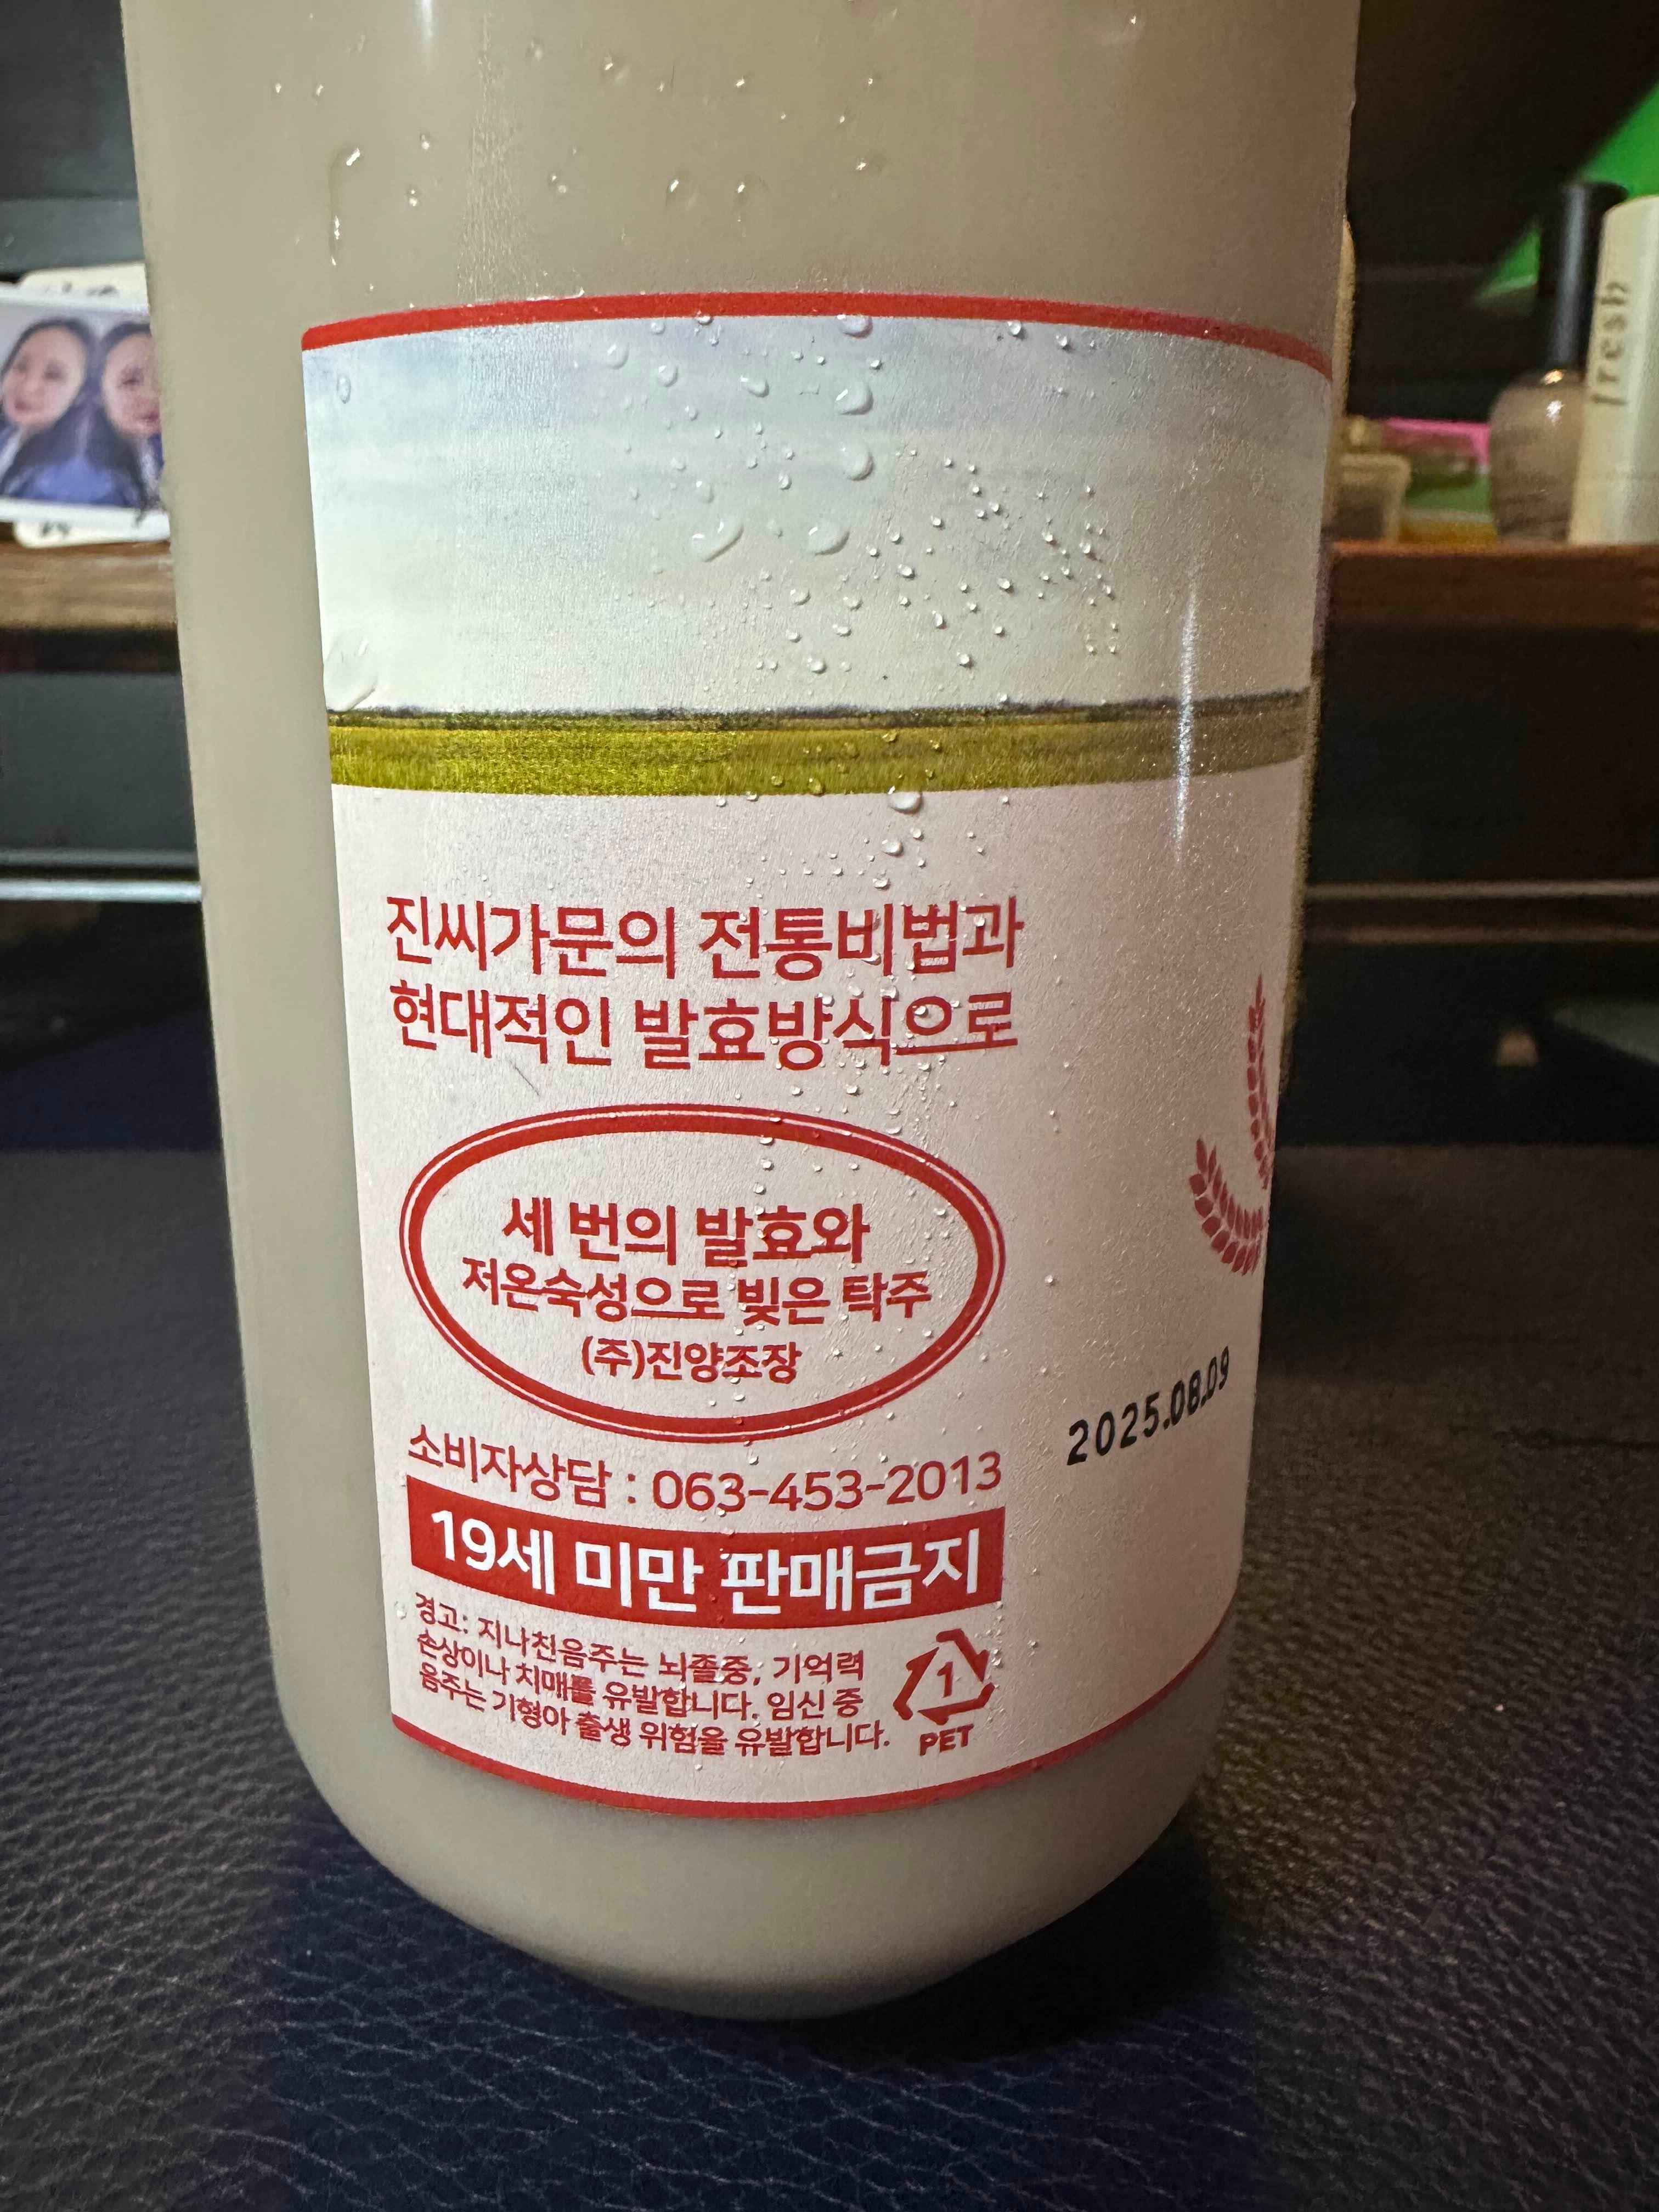 fresh
진씨가문의 전통비법과
현대적인 발효방식으로
세 번의 발효와
저온숙성으로 빚은 탁주
(주)진양조장
2025.08.09
소비자상담 : 063-453-2013
19세 미만 판매금지
경고: 지나친음주는 뇌졸중, 기억력
손상이나 치매를 유발합니다. 임신 중
음주는 기형아 출생 위험을 유발합니다.
1
PET